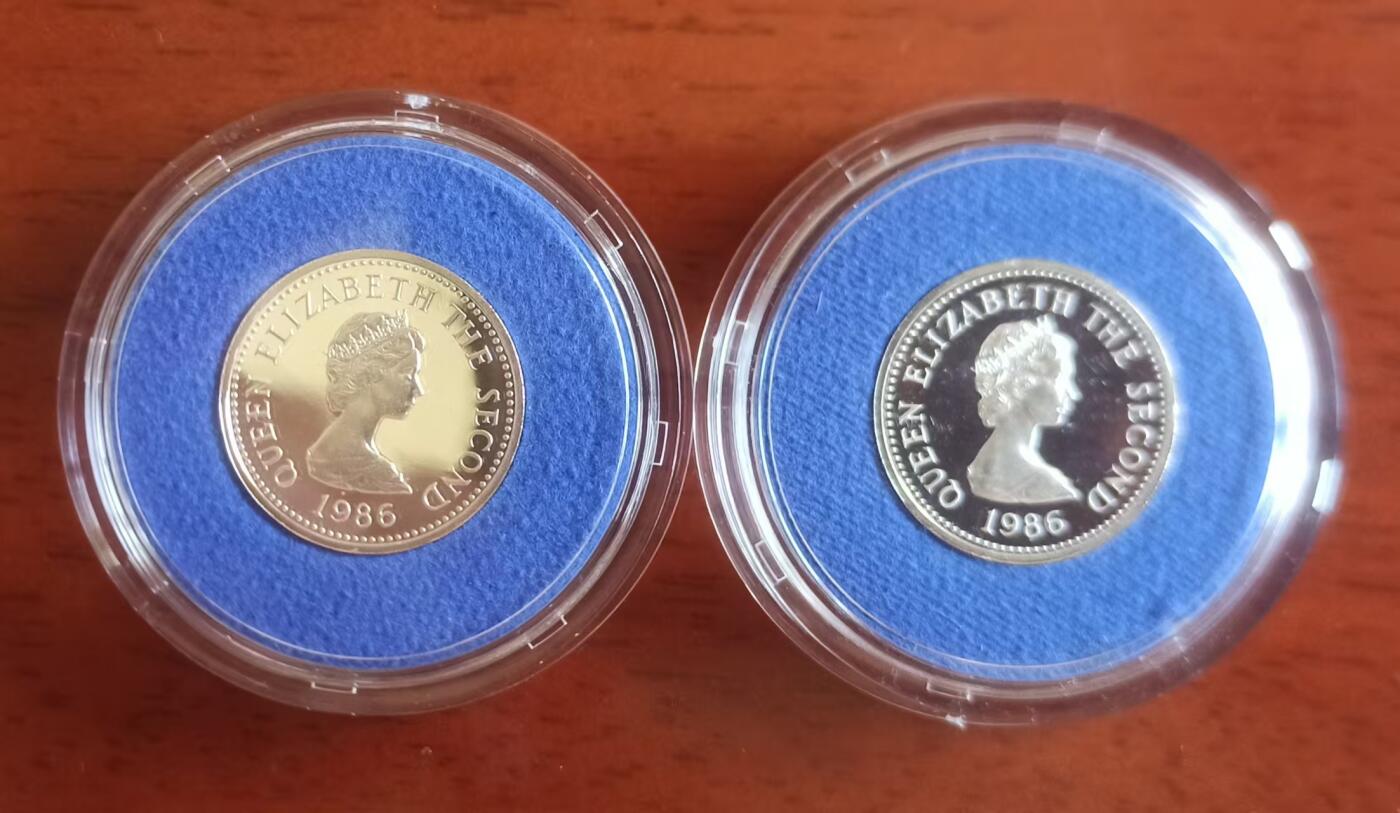 QUEEN ELIZABETH THE SECOND
1986
QUEEN ELIZABETH THE SECOND
1986